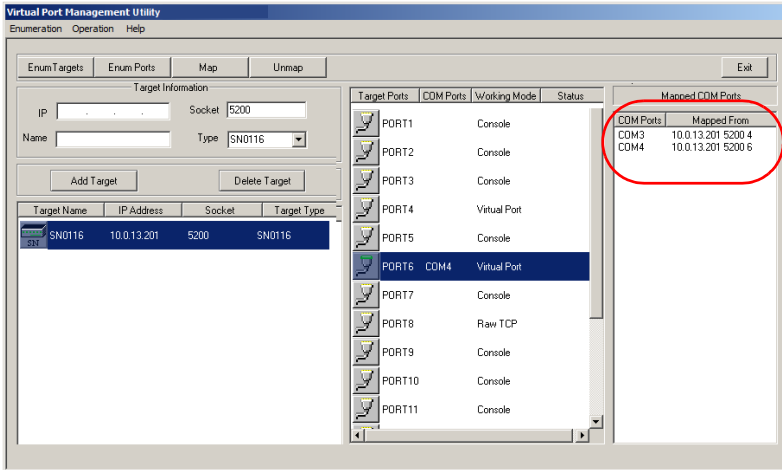 Virtual Port Management Utility
Enumeration Operation Help
EnumTargets Enum Ports Map Unmap Exit
Target Information
IP . . . Socket 5200
Name Type SN0116
Add Target Delete Target
Target Name IP Address Socket Target Type
SN SN0116 10.0.13.201 5200 SN0116
Target Ports COM Ports Working Mode Status
PORT1 Console
PORT2 Console
PORT3 Console
PORT4 Virtual Port
PORT5 Console
PORT6 COM4 Virtual Port
PORT7 Console
PORT8 Raw TCP
PORT9 Console
PORT10 Console
PORT11 Console
Mapped COM Ports
COM Ports Mapped From
COM3 10.0.13.201 5200 4
COM4 10.0.13.201 5200 6